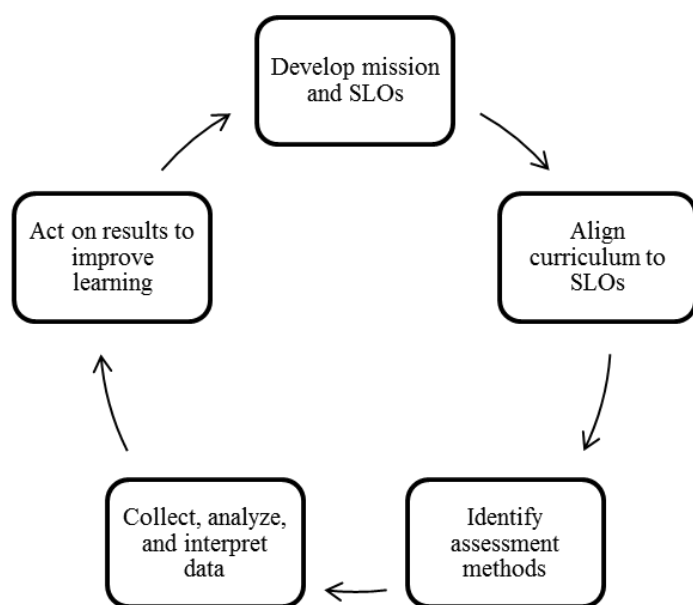 Develop mission
and SLOs
Align
curriculum to
SLOs
Identify
assessment
methods
Collect, analyze,
and interpret
data
Act on results to
improve
learning